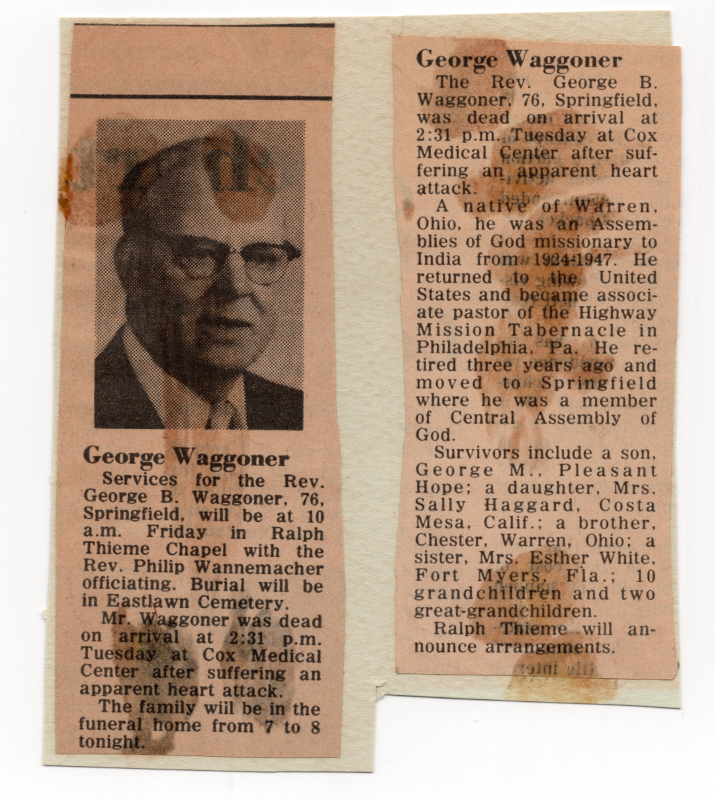 George Waggoner
Services for the Rev.
George B. Waggoner, 76,
Springfield, will be at 10
a.m. Friday in Ralph
Thieme Chapel with the
Rev. Philip Wannemacher
officiating. Burial will be
in Eastlawn Cemetery.
Mr. Waggoner was dead
on arrival at 2:31 p.m.
Tuesday at Cox Medical
Center after suffering an
apparent heart attack.
The family will be in the
funeral home from 7 to 8
tonight.
George Waggoner
The Rev. George B.
Waggoner, 76, Springfield,
was dead on arrival at
2:31 p.m. Tuesday at Cox
Medical Center after suf-
fering an apparent heart
attack.
A native of Warren,
Ohio, he was an Assem-
blies of God missionary to
India from 1924-1947. He
returned to the United
States and became associ-
ate pastor of the Highway
Mission Tabernacle in
Philadelphia, Pa. He re-
tired three years ago and
moved to Springfield
where he was a member
of Central Assembly of
God.
Survivors include a son,
George M., Pleasant
Hope; a daughter, Mrs.
Sally Haggard, Costa
Mesa, Calif.; a brother,
Chester, Warren, Ohio; a
sister, Mrs. Esther White,
Fort Myers, Fla.; 10
grandchildren and two
great-grandchildren.
Ralph Thieme will an-
nounce arrangements.